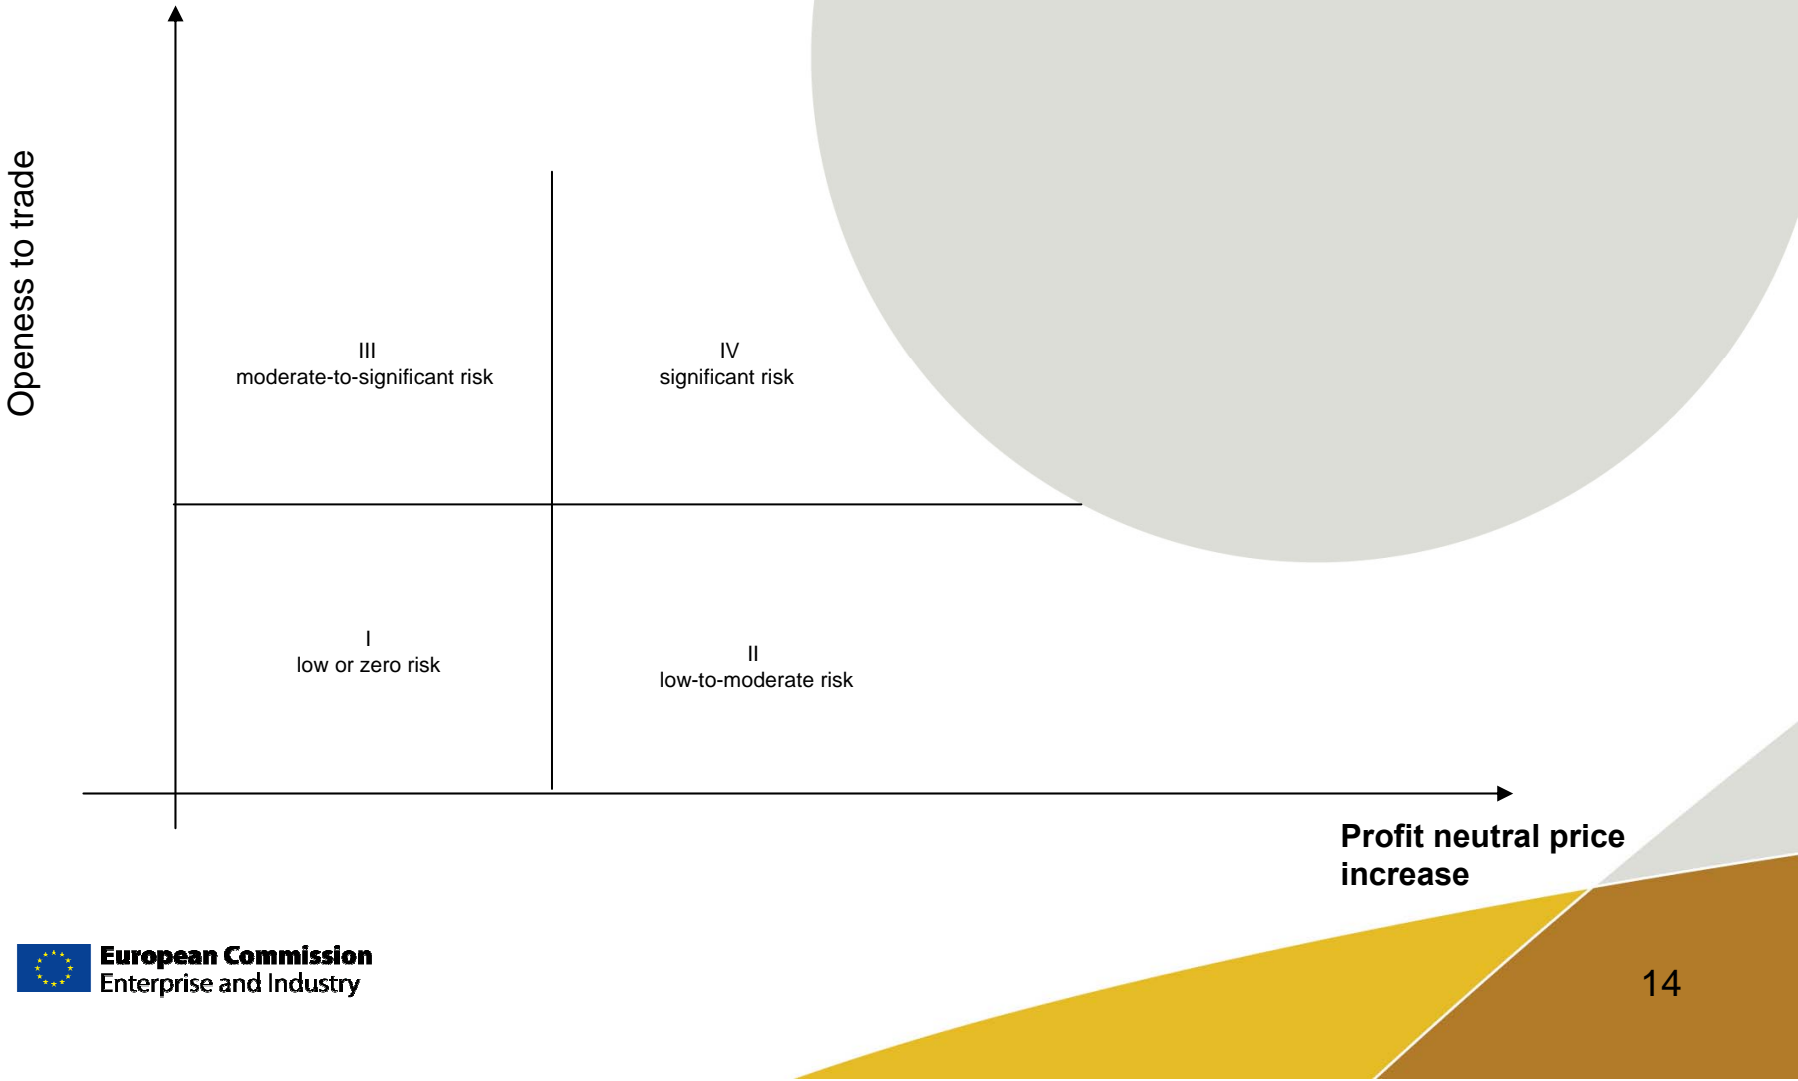 Openess to trade
III
moderate-to-significant risk
IV
significant risk
I
low or zero risk
II
low-to-moderate risk
Profit neutral price
increase
European Commission
Enterprise and Industry
14